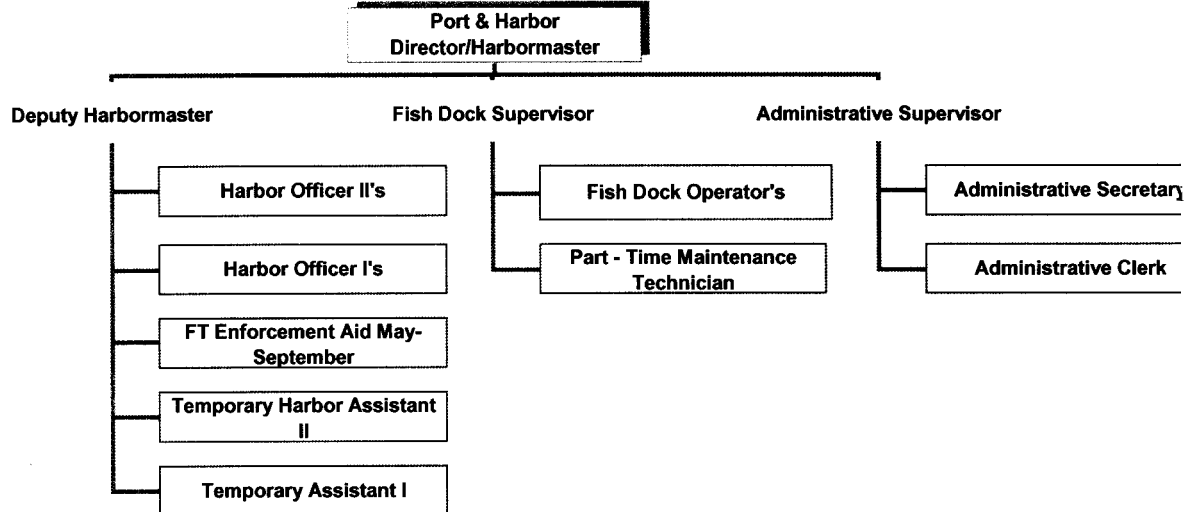 Port & Harbor
Director/Harbormaster
Deputy Harbormaster
Fish Dock Supervisor
Administrative Supervisor
Harbor Officer II's
Fish Dock Operator's
Administrative Secretary
Harbor Officer I's
Part - Time Maintenance
Technician
Administrative Clerk
FT Enforcement Aid May-
September
Temporary Harbor Assistant
II
Temporary Assistant I